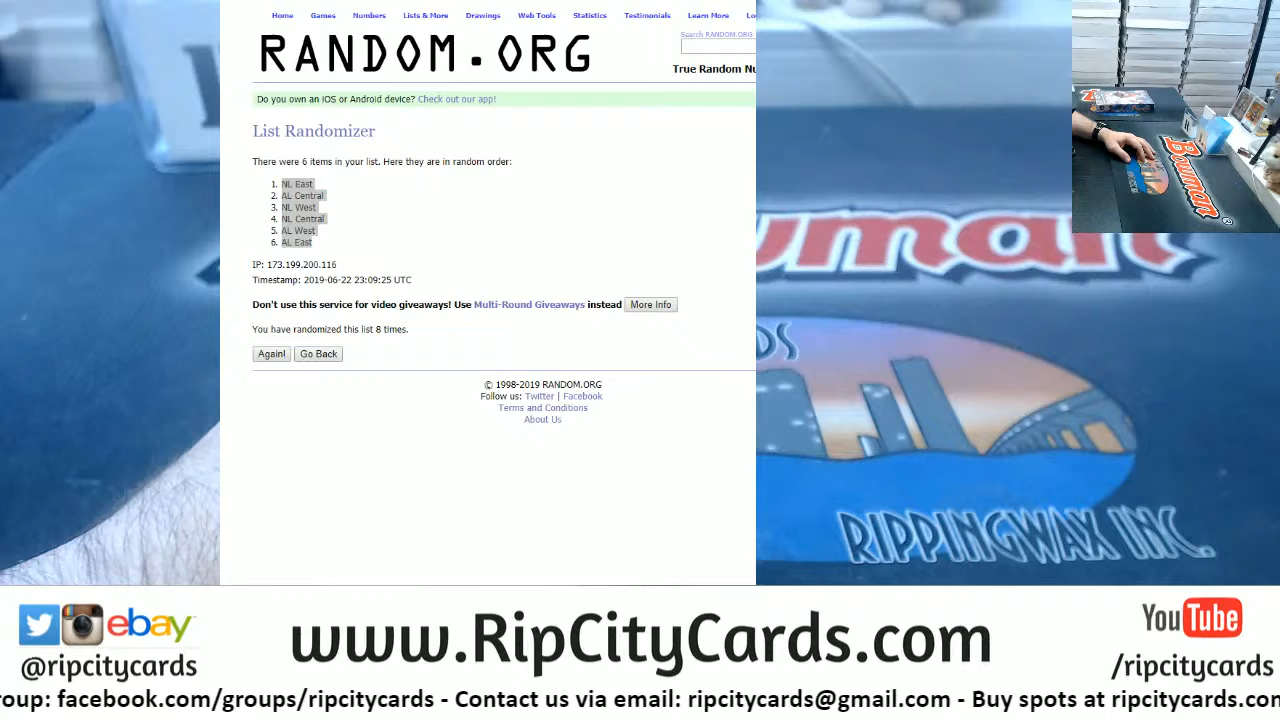 Home Games Numbers Lists & More Drawings Web Tools Statistics Testimonials Learn More Lo
RANDOM.ORG
Search RANDOM.ORG
True Random Nu
Do you own an iOS or Android device? Check out our app!
List Randomizer
There were 6 items in your list. Here they are in random order:
1. NL East
2. AL Central
3. NL West
4. NL Central
5. AL West
6. AL East
IP: 173.199.200.116
Timestamp: 2019-06-22 23:09:25 UTC
Don't use this service for video giveaways! Use Multi-Round Giveaways instead More Info
You have randomized this list 8 times.
Again! Go Back
© 1998-2019 RANDOM.ORG
Follow us: Twitter | Facebook
Terms and Conditions
About Us
Bowman ®
wman
DS
RIPPINGWAX INC.
ebay
@ripcitycards
www.RipCityCards.com
YouTube
/ripcitycards
roup: facebook.com/groups/ripcitycards - Contact us via email: ripcitycards@gmail.com - Buy spots at ripcitycards.com